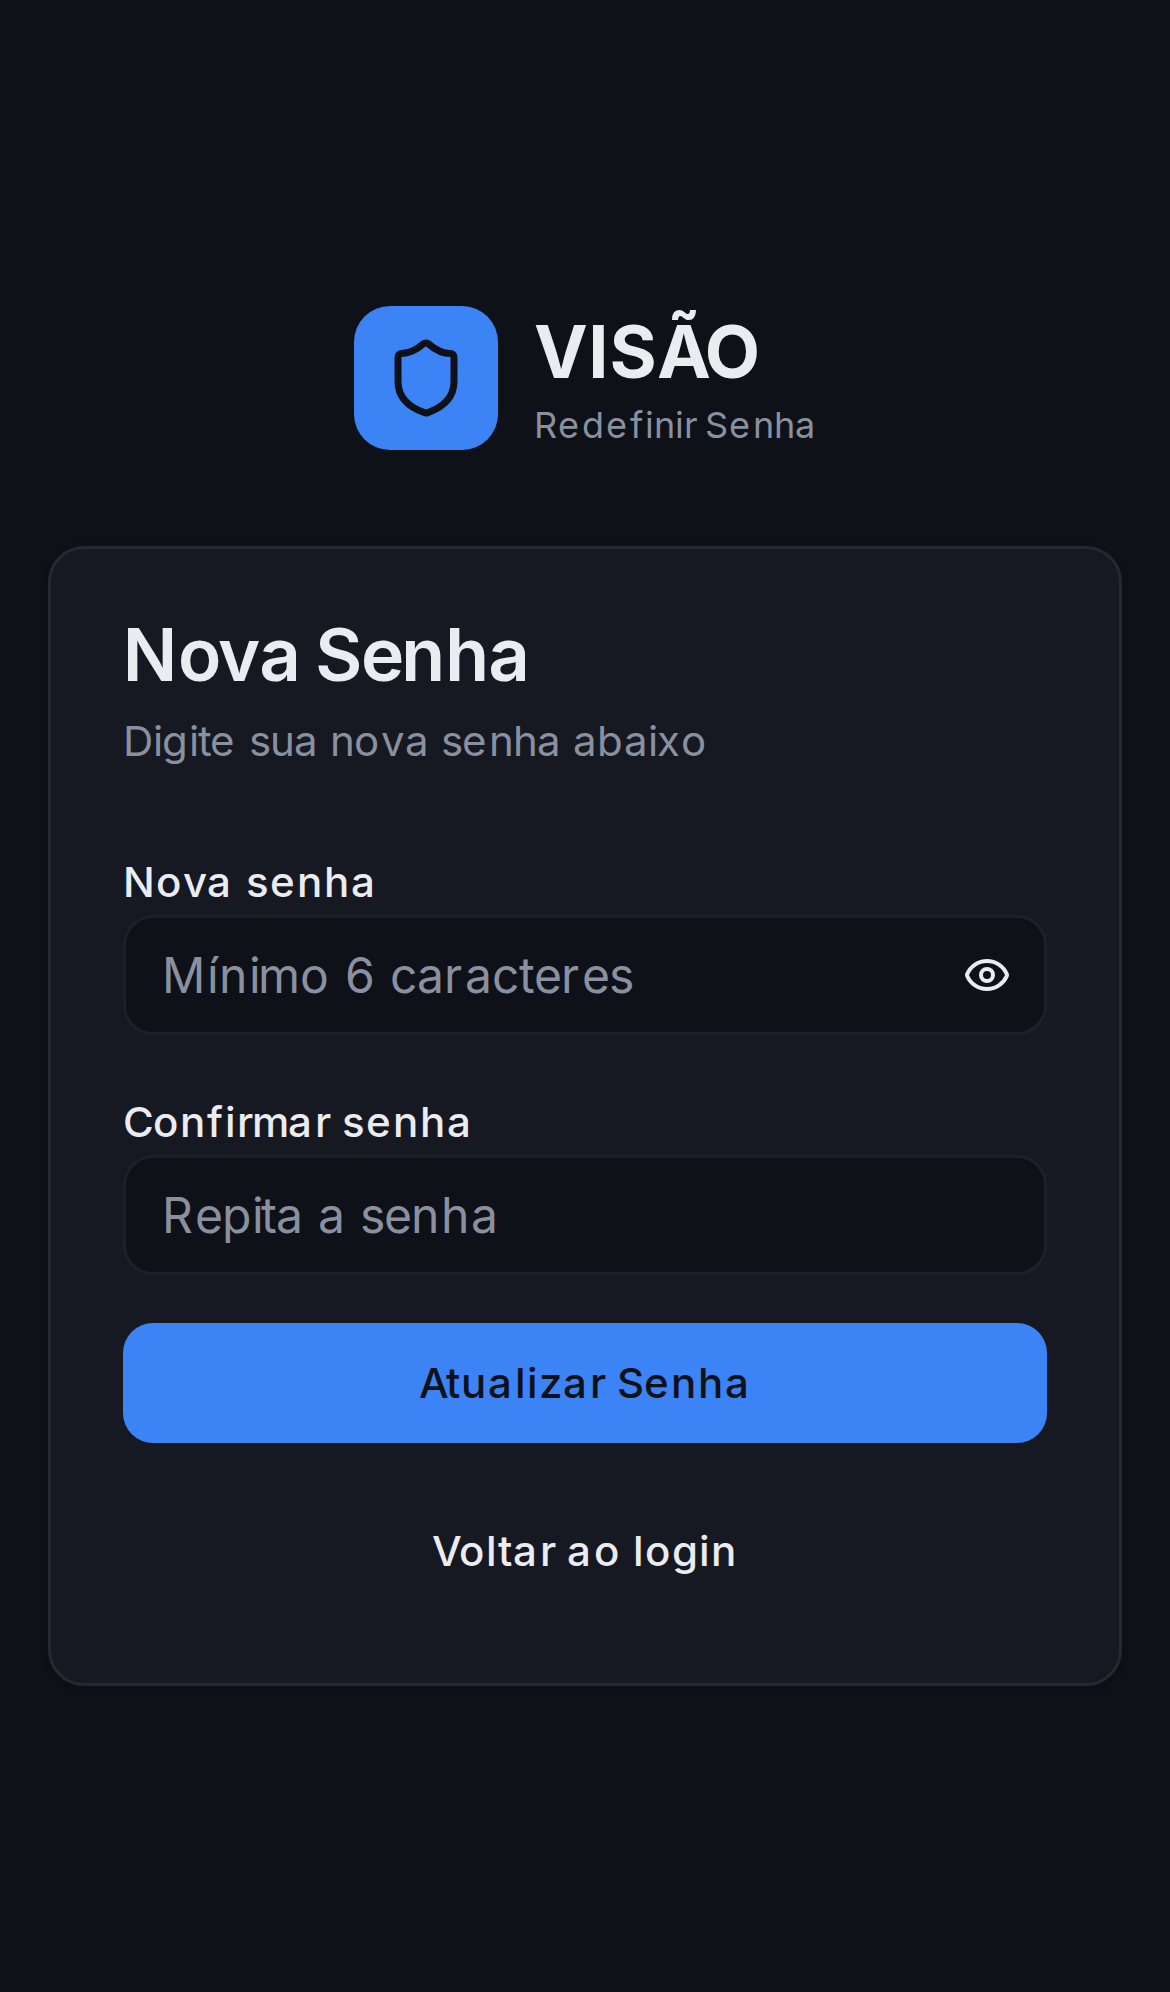 VISÃO
Redefinir Senha
Nova Senha
Digite sua nova senha abaixo
Nova senha
Mínimo 6 caracteres
Confirmar senha
Repita a senha
Atualizar Senha
Voltar ao login